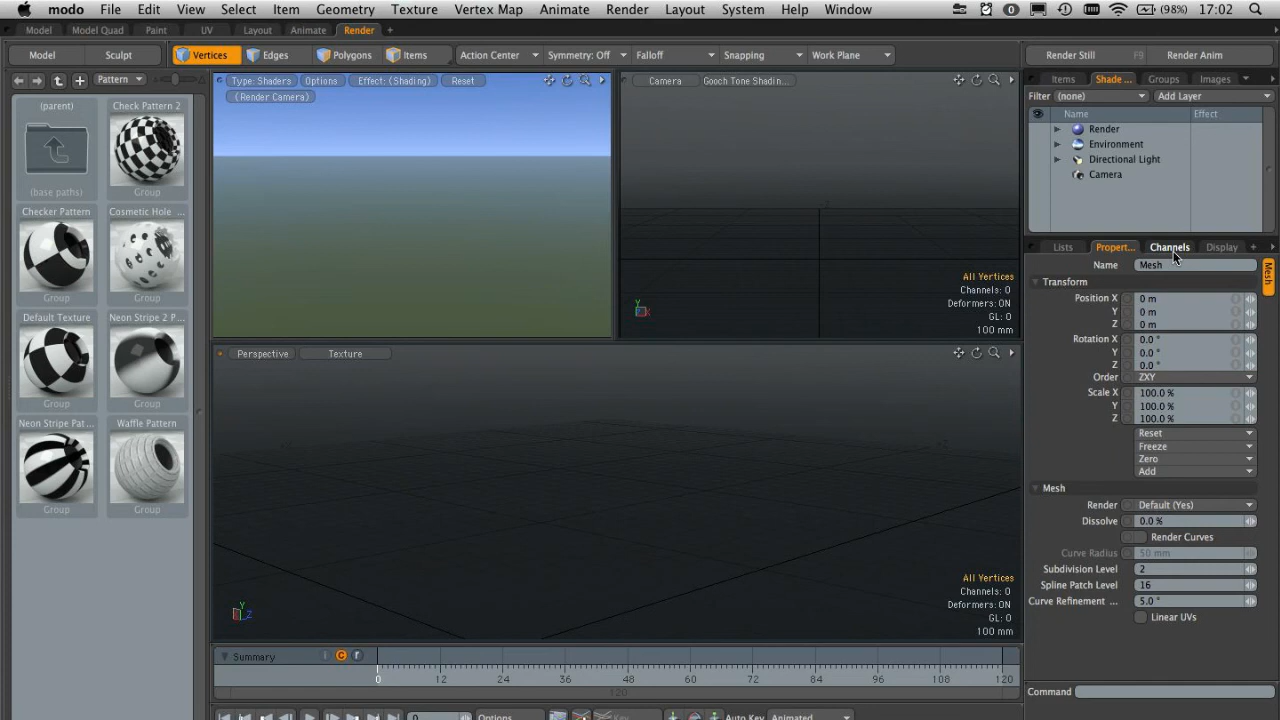 modo File Edit View Select Item Geometry Texture Vertex Map Animate Render Layout System Help Window (98%) 17:02
Model Model Quad Paint UV Layout Animate Render +
Model Sculpt Vertices Edges Polygons Items Action Center Symmetry: Off Falloff Snapping Work Plane Render Still F9 Render Anim
Pattern
(parent) Check Pattern 2
(base paths) Group
Checker Pattern Cosmetic Hole ...
Group Group
Default Texture Neon Stripe 2 P...
Group Group
Neon Stripe Pat... Waffle Pattern
Group Group
Type: Shaders Options Effect: (Shading) Reset
(Render Camera)
Camera Gooch Tone Shadin...
All Vertices
Channels: 0
Deformers: ON
GL: 0
100 mm
Y
X
Perspective Texture
All Vertices
Channels: 0
Deformers: ON
GL: 0
100 mm
Y
Z
Summary i C r
0 12 24 36 48 60 72 84 96 108 120
120
0 Options Key Auto Key Animated
Items Shade... Groups Images
Filter (none) Add Layer
Name Effect
Render
Environment
Directional Light
Camera
Lists Propert... Channels Display +
Name Mesh
Mesh
Transform
Position X 0 m
Y 0 m
Z 0 m
Rotation X 0.0 °
Y 0.0 °
Z 0.0 °
Order ZXY
Scale X 100.0 %
Y 100.0 %
Z 100.0 %
Reset
Freeze
Zero
Add
Mesh
Render Default (Yes)
Dissolve 0.0 %
Render Curves
Curve Radius 50 mm
Subdivision Level 2
Spline Patch Level 16
Curve Refinement ... 5.0 °
Linear UVs
Command